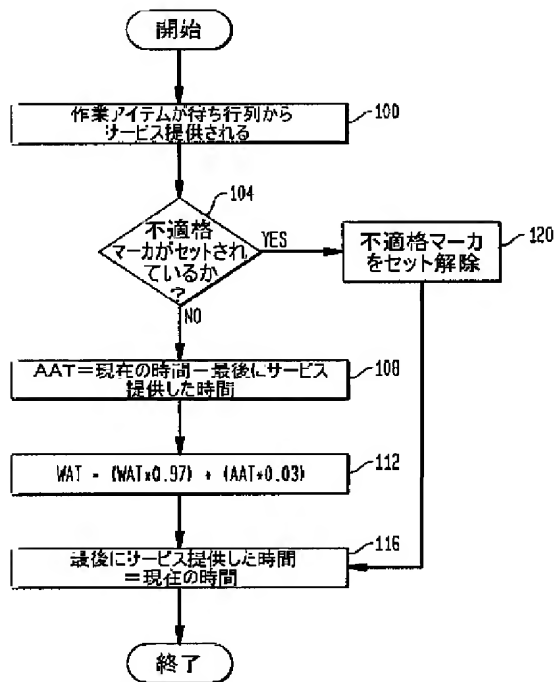 開始
作業アイテムが待ち行列から
サービス提供される
100
104
不適格
マーカがセットされ
ているか
?
YES
不適格マーカ
をセット解除
120
NO
AAT=現在の時間-最後にサービス
提供した時間
108
WAT - (WAT*0.97) + (AAT*0.03)
112
最後にサービス提供した時間
=現在の時間
116
終了